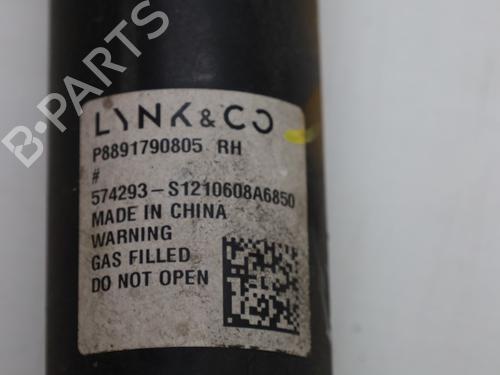 LYNK & CO
P8891790805 RH
#
574293-S1210608A6850
MADE IN CHINA
WARNING
GAS FILLED
DO NOT OPEN
B-PARTS